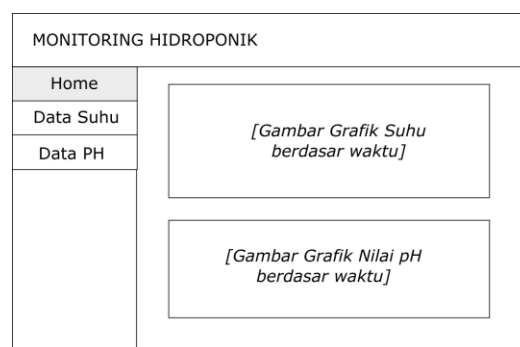 MONITORING HIDROPONIK
Home
Data Suhu
Data PH
[Gambar Grafik Suhu
berdasar waktu]
[Gambar Grafik Nilai pH
berdasar waktu]